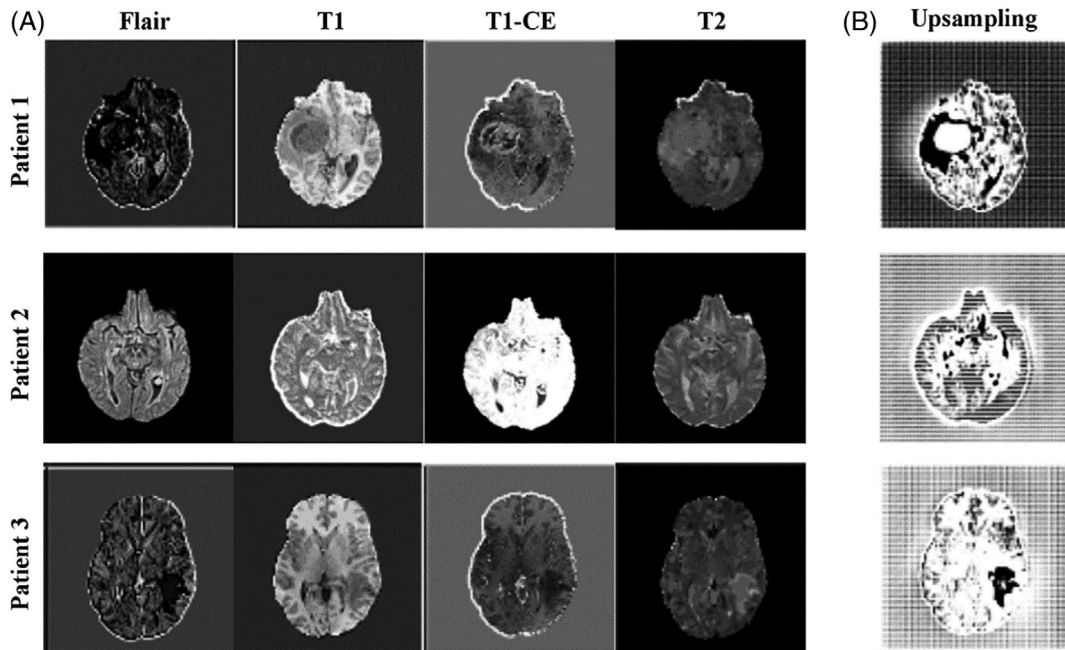 (A) Flair T1 T1-CE T2 (B) Upsampling
Patient 1
Patient 2
Patient 3